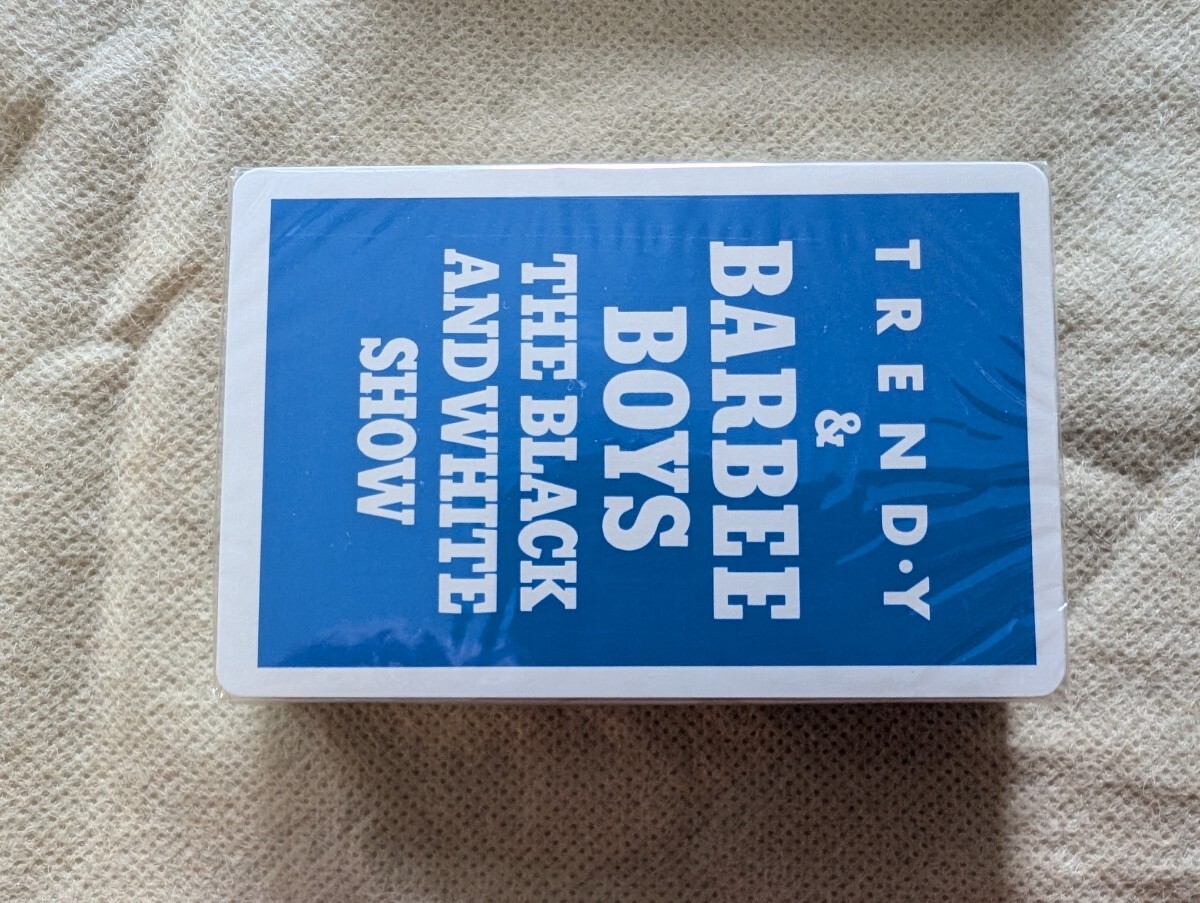 TREND·Y
&
BARBEE
BOYS
THE BLACK
AND WHITE
SHOW